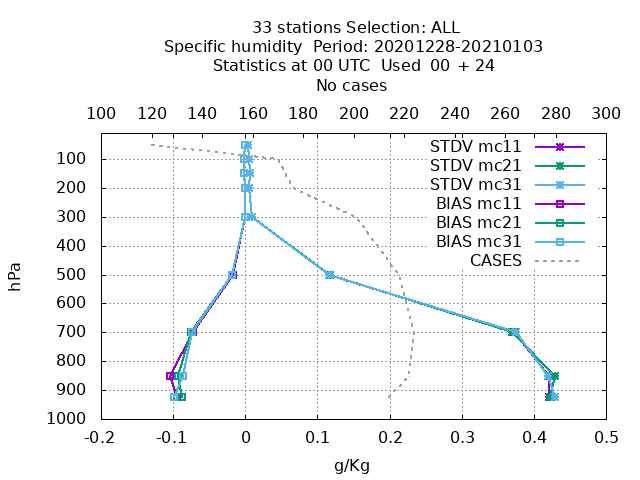 33 stations Selection: ALL
Specific humidity  Period: 20201228-20210103
Statistics at 00 UTC  Used  00 + 24
No cases
100 120 140 160 180 200 220 240 260 280 300
STDV mc11
STDV mc21
STDV mc31
BIAS mc11
BIAS mc21
BIAS mc31
CASES
100
200
300
400
500
600
700
800
900
1000
hPa
-0.2 -0.1 0 0.1 0.2 0.3 0.4 0.5
g/Kg